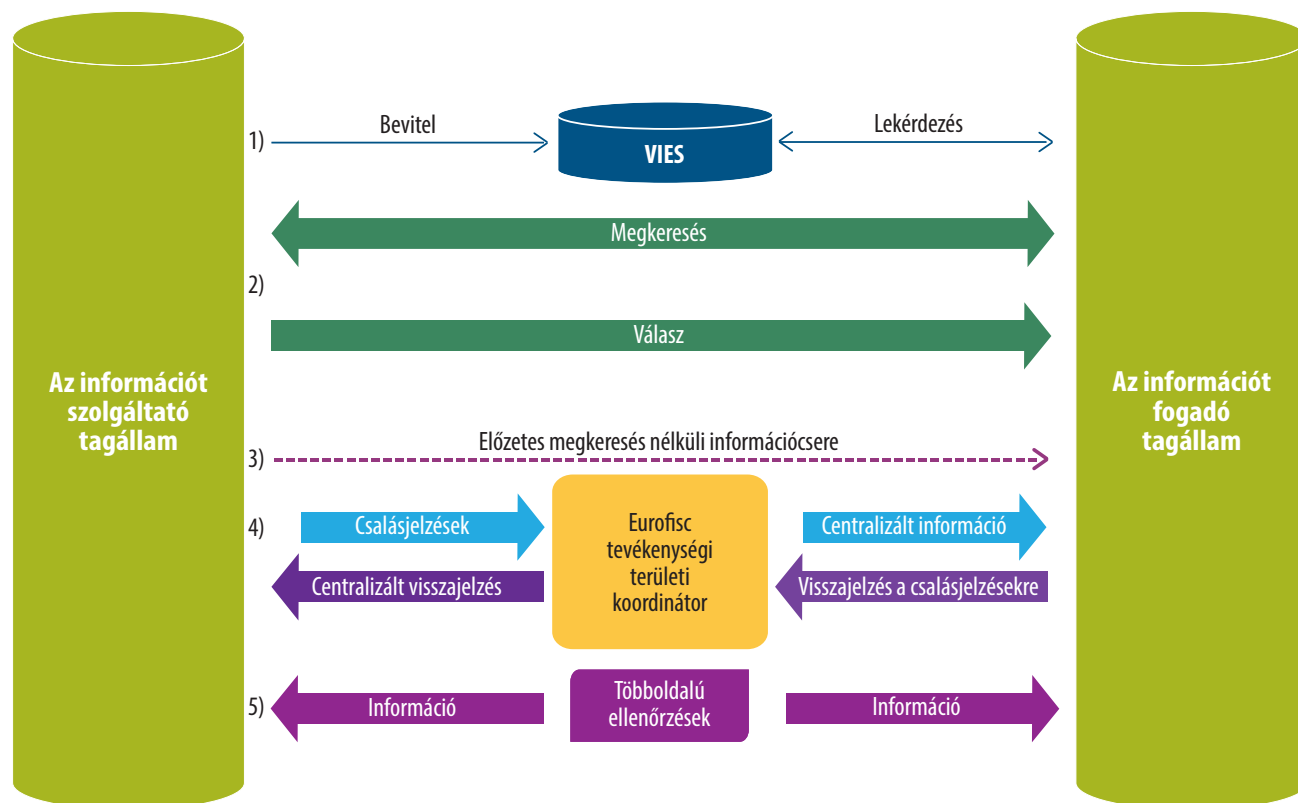 1)
Bevitel
VIES
Lekérdezés
Megkeresés
2)
Válasz
Az információt
szolgáltató
tagállam
Az információt
fogadó
tagállam
Előzetes megkeresés nélküli információcsere
3)
4)
Csalásjelzések
Centralizált visszajelzés
Eurofisc
tevékenységi
területi
koordinátor
Centralizált információ
Visszajelzés a csalásjelzésekre
5)
Információ
Többoldalú
ellenőrzések
Információ